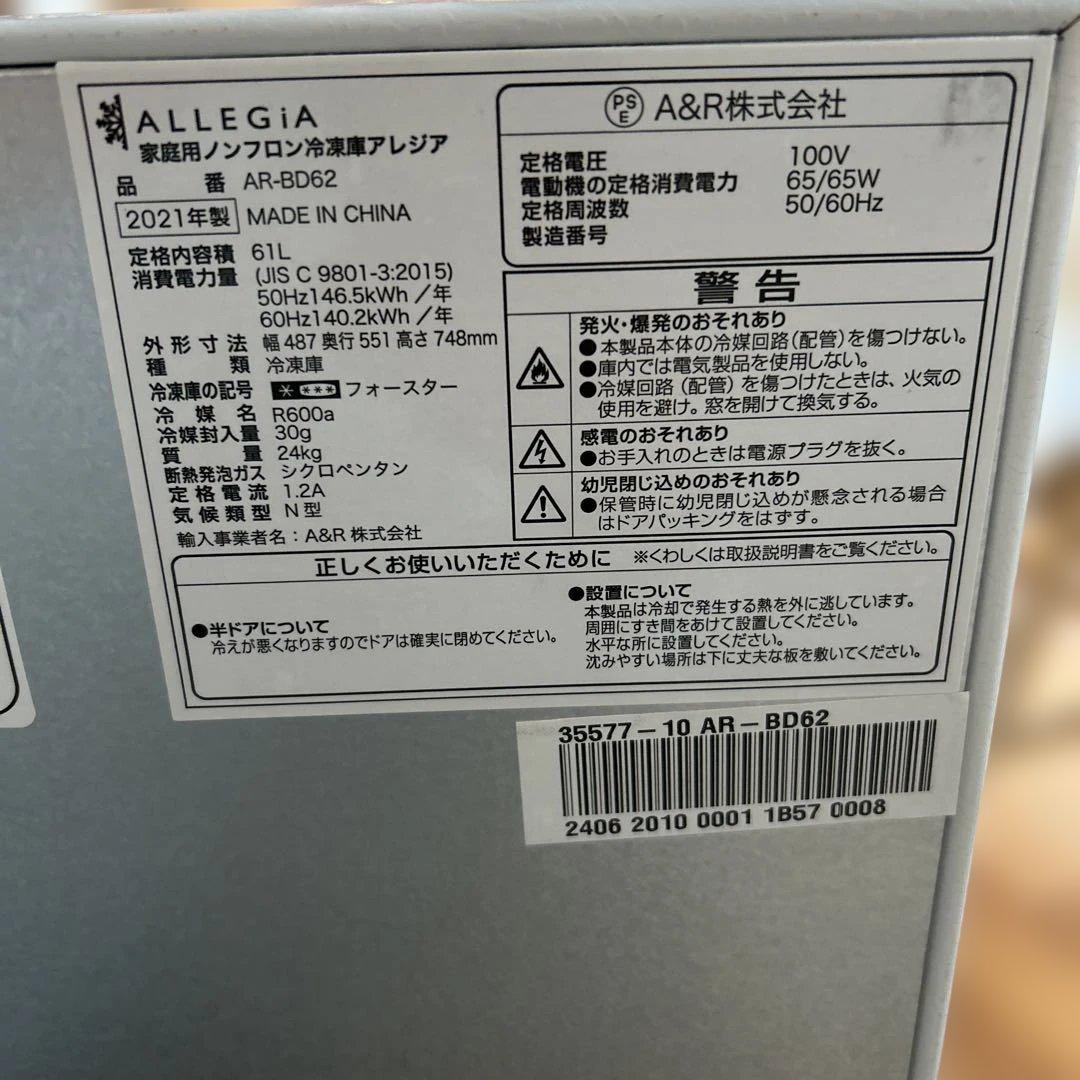 ALLEGiA
家庭用ノンフロン冷凍庫アレジア
品番 AR-BD62
2021年製 MADE IN CHINA
定格内容積 61L
消費電力量 (JIS C 9801-3:2015)
50Hz146.5kWh／年
60Hz140.2kWh／年
外形寸法 幅487奥行551高さ748mm
種類 冷凍庫
冷凍庫の記号 フォースター
冷媒名 R600a
冷媒封入量 30g
質量 24kg
断熱発泡ガス シクロペンタン
定格電流 1.2A
気候類型 N型
輸入事業者名：A&R株式会社
PSE A&R株式会社
定格電圧 100V
電動機の定格消費電力 65/65W
定格周波数 50/60Hz
製造番号
警告
発火・爆発のおそれあり
●本製品本体の冷媒回路(配管)を傷つけない。
●庫内では電気製品を使用しない。
●冷媒回路(配管)を傷つけたときは、火気の
使用を避け。窓を開けて換気する。
感電のおそれあり
●お手入れのときは電源プラグを抜く。
幼児閉じ込めのおそれあり
●保管時に幼児閉じ込めが懸念される場合
はドアパッキングをはずす。
正しくお使いいただくために ※くわしくは取扱説明書をご覧ください。
●半ドアについて
冷えが悪くなりますのでドアは確実に閉めてください。
●設置について
本製品は冷却で発生する熱を外に逃しています。
周囲にすき間をあけて設置してください。
水平な所に設置してください。
沈みやすい場所は下に丈夫な板を敷いてください。
35577-10 AR-BD62
2406 2010 0001 1B57 0008